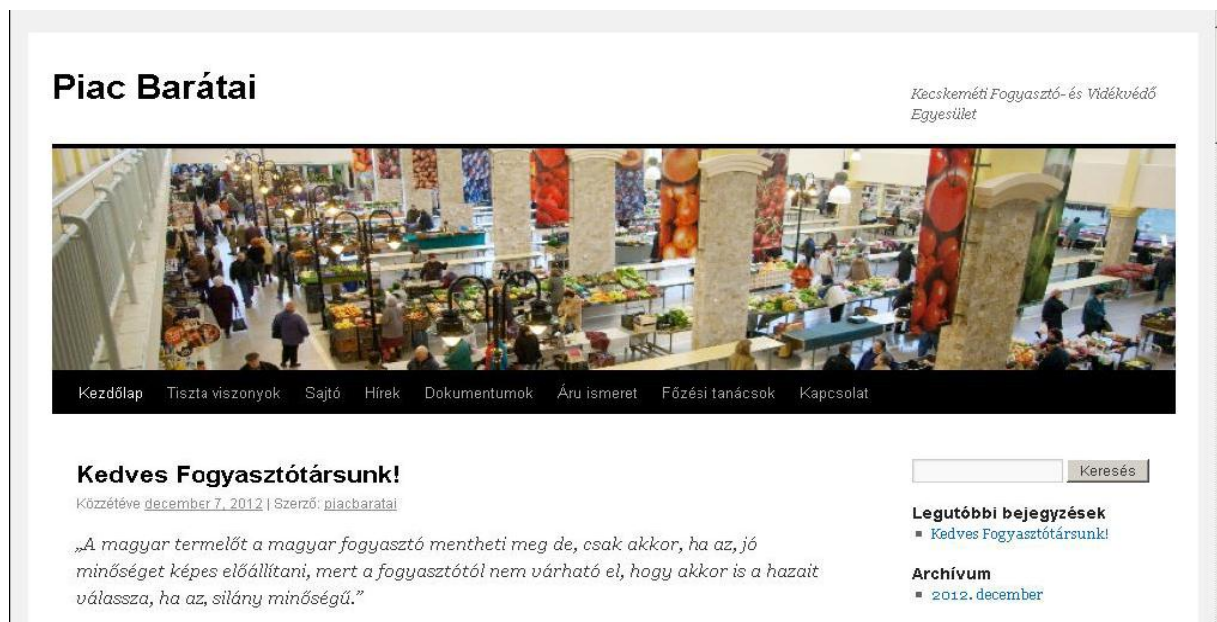 Piac Barátai
Kecskeméti Fogyasztó- és Vidékvédő
Egyesület
Kezdőlap Tiszta viszonyok Sajtó Hírek Dokumentumok Áru ismeret Főzési tanácsok Kapcsolat
Kedves Fogyasztótársunk!
Közzétéve december 7, 2012 | Szerző: piacbaratai
„A magyar termelőt a magyar fogyasztó mentheti meg de, csak akkor, ha az, jó
minőséget képes előállítani, mert a fogyasztótól nem várható el, hogy akkor is a hazait
válassza, ha az, silány minőségű.”
Keresés
Legutóbbi bejegyzések
Kedves Fogyasztótársunk!
Archívum
2012. december